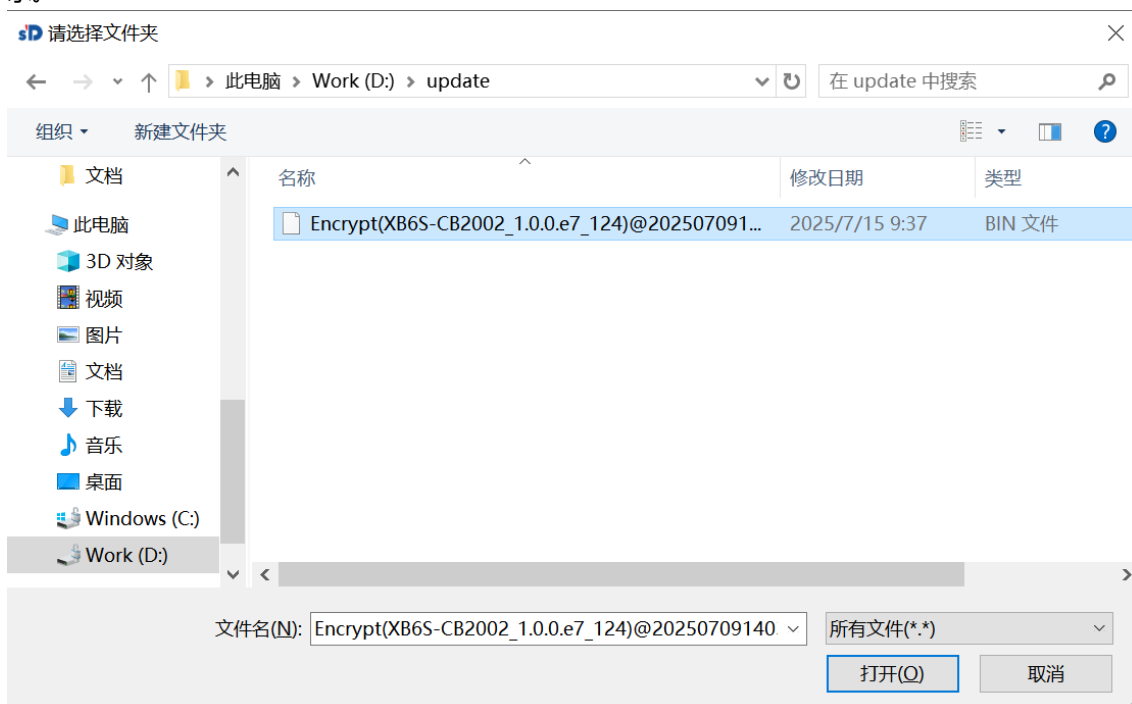 sD 请选择文件夹
此电脑 > Work (D:) > update
在 update 中搜索
组织
新建文件夹
文档
名称
修改日期
类型
Encrypt(XB6S-CB2002_1.0.0.e7_124)@202507091...
2025/7/15 9:37
BIN 文件
此电脑
3D 对象
视频
图片
文档
下载
音乐
桌面
Windows (C:)
Work (D:)
文件名(N):
Encrypt(XB6S-CB2002_1.0.0.e7_124)@20250709140
所有文件(*.*)
打开(O)
取消